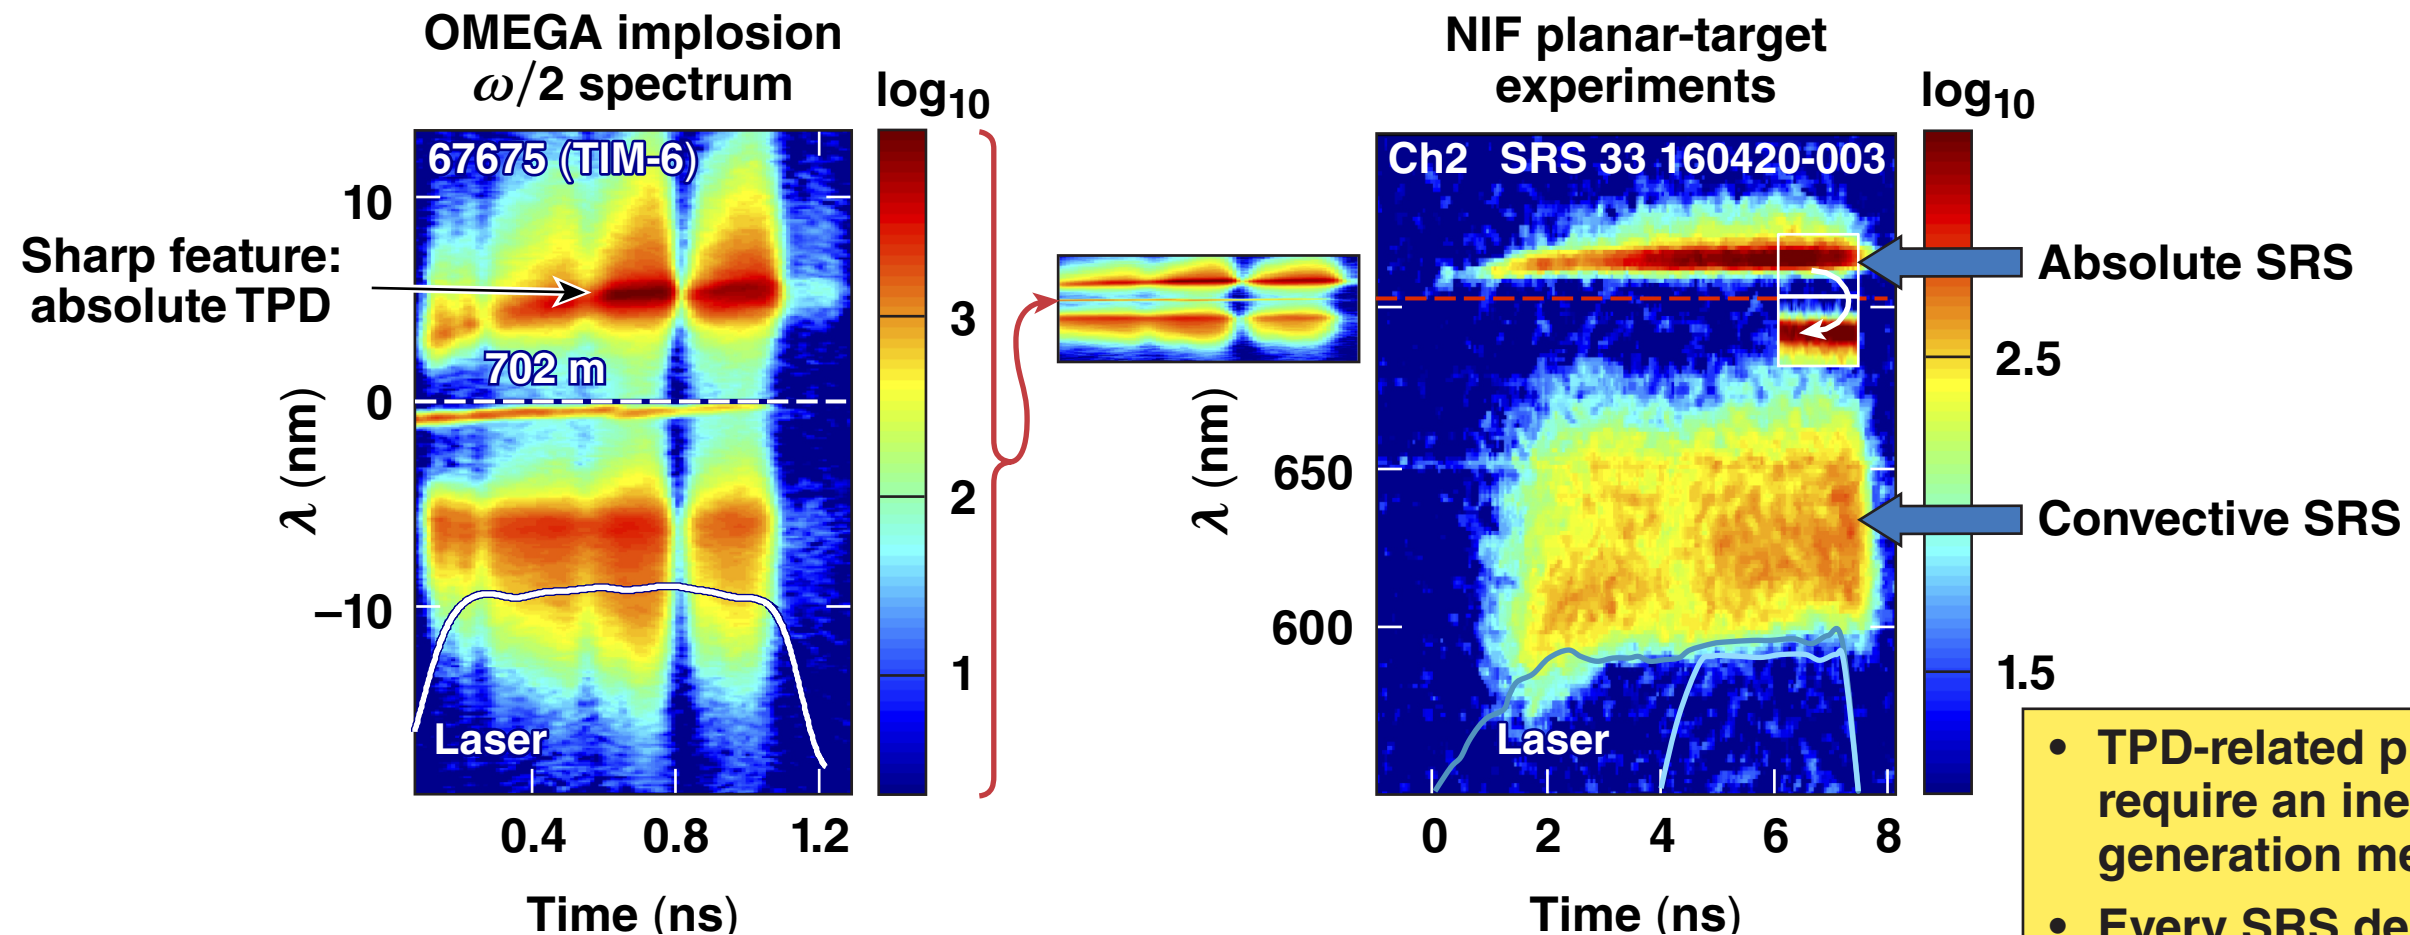 OMEGA implosion
ω/2 spectrum
log10
67675 (TIM-6)
10
Sharp feature:
absolute TPD
3
702 m
0
λ (nm)
2
–10
1
Laser
0.4 0.8 1.2
Time (ns)
NIF planar-target
experiments
log10
Ch2 SRS 33 160420-003
Absolute SRS
2.5
λ (nm)
650
Convective SRS
600
1.5
Laser
0 2 4 6 8
Time (ns)
• TPD-related p
require an ine
generation me
• Every SRS de